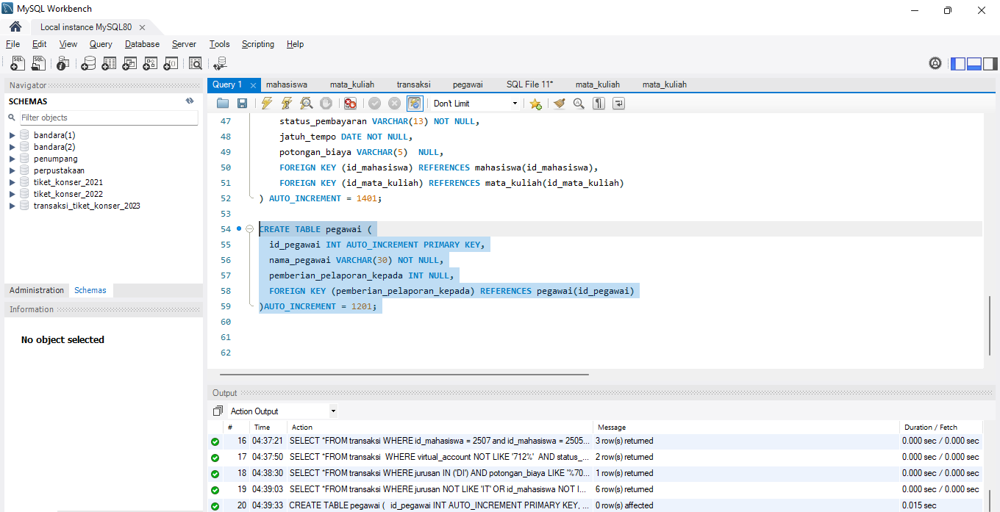 MySQL Workbench
Local instance MySQL80
File Edit View Query Database Server Tools Scripting Help
Navigator
SCHEMAS
Filter objects
bandara(1)
bandara(2)
penumpang
perpustakaan
tiket_konser_2021
tiket_konser_2022
transaksi_tiket_konser_2023
Administration Schemas
Information
No object selected
Query 1 mahasiswa mata_kuliah transaksi pegawai SQL File 11* mata_kuliah mata_kuliah
Don't Limit
47 status_pembayaran VARCHAR(13) NOT NULL,
48 jatuh_tempo DATE NOT NULL,
49 potongan_biaya VARCHAR(5)  NULL,
50 FOREIGN KEY (id_mahasiswa) REFERENCES mahasiswa(id_mahasiswa),
51 FOREIGN KEY (id_mata_kuliah) REFERENCES mata_kuliah(id_mata_kuliah)
52 ) AUTO_INCREMENT = 1401;
53
54 CREATE TABLE pegawai (
55 id_pegawai INT AUTO_INCREMENT PRIMARY KEY,
56 nama_pegawai VARCHAR(30) NOT NULL,
57 pemberian_pelaporan_kepada INT NULL,
58 FOREIGN KEY (pemberian_pelaporan_kepada) REFERENCES pegawai(id_pegawai)
59 )AUTO_INCREMENT = 1201;
60
61
62
Output
Action Output
# Time Action Message Duration / Fetch
16 04:37:21 SELECT *FROM transaksi WHERE id_mahasiswa = 2507 and id_mahasiswa = 2505... 3 row(s) returned 0.000 sec / 0.000 sec
17 04:37:50 SELECT *FROM transaksi  WHERE virtual_account NOT LIKE '712%'  AND status_... 2 row(s) returned 0.000 sec / 0.000 sec
18 04:38:30 SELECT *FROM transaksi WHERE jurusan IN ('DI') AND potongan_biaya LIKE '%70... 1 row(s) returned 0.000 sec / 0.000 sec
19 04:39:03 SELECT *FROM transaksi WHERE jurusan NOT LIKE 'IT' OR id_mahasiswa NOT I... 6 row(s) returned 0.000 sec / 0.000 sec
20 04:39:33 CREATE TABLE pegawai (   id_pegawai INT AUTO_INCREMENT PRIMARY KEY, ... 0 row(s) affected 0.015 sec